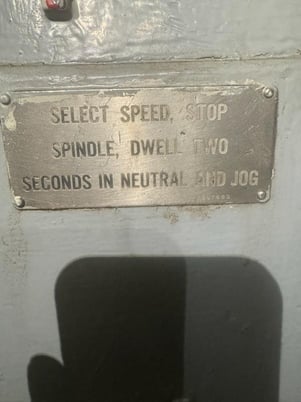 SELECT SPEED, STOP
SPINDLE, DWELL TWO
SECONDS IN NEUTRAL AND JOG